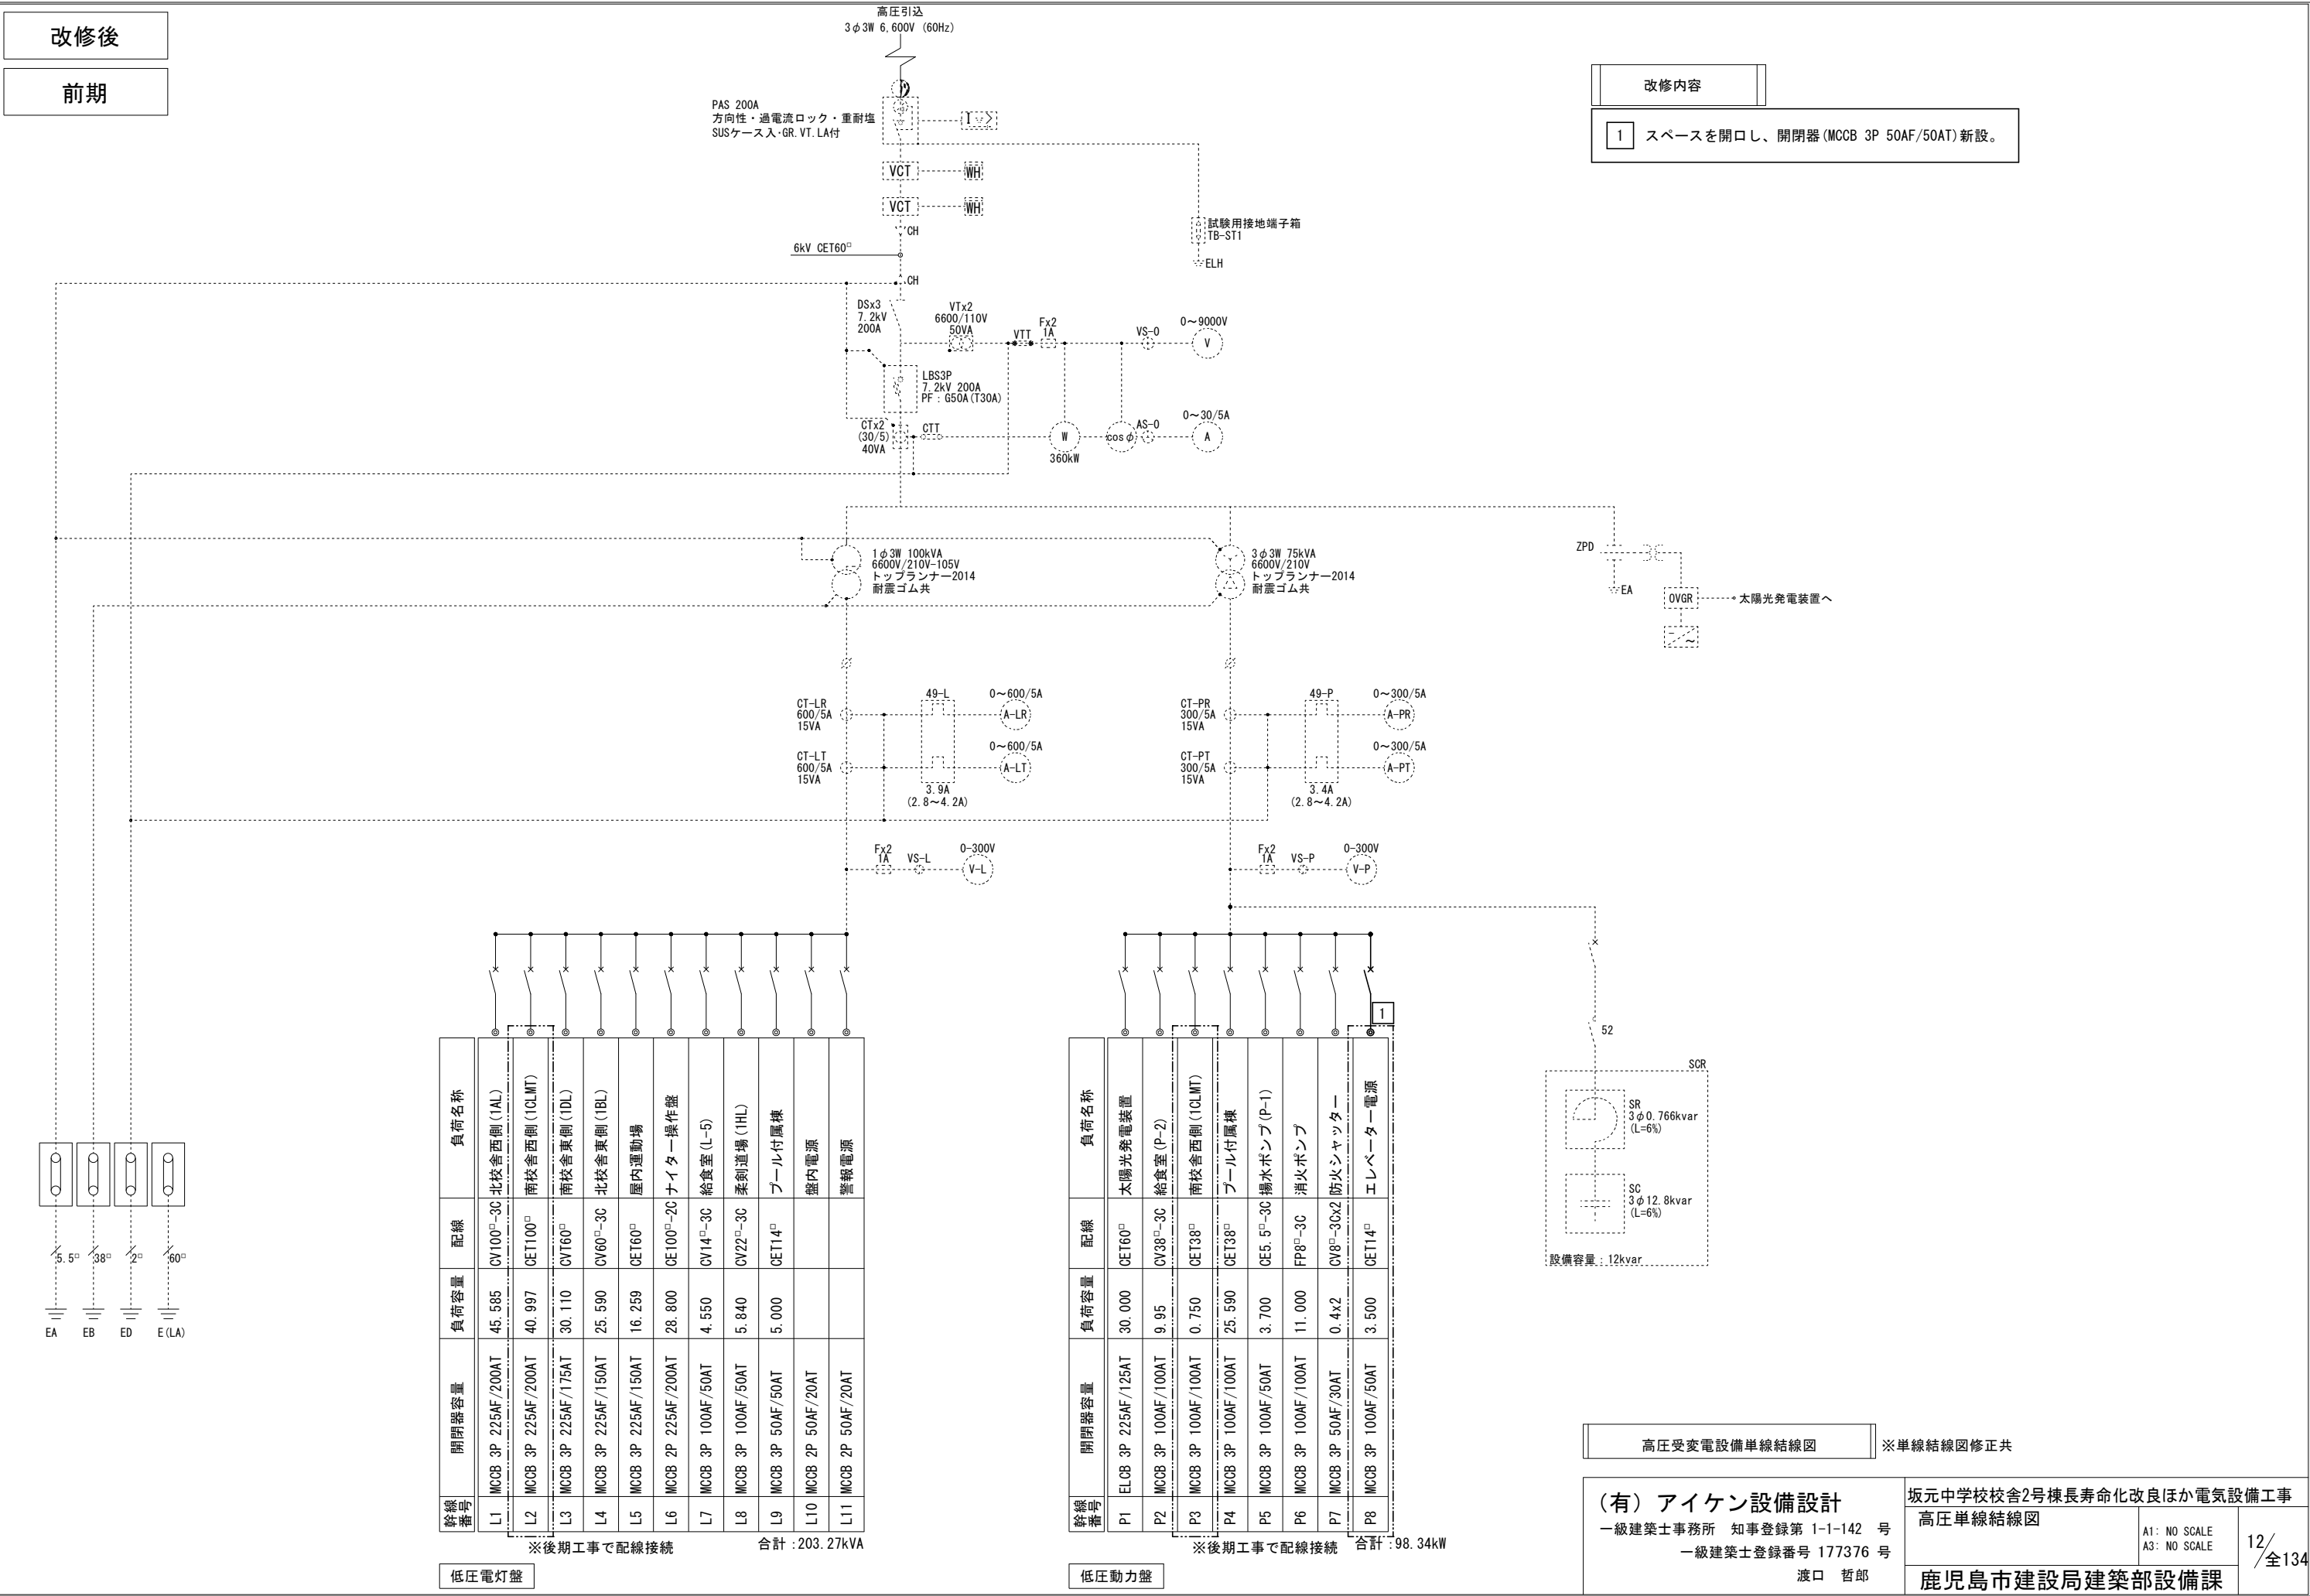 改修後
前期
高圧引込
3φ3W 6,600V (60Hz)
PAS 200A
方向性・過電流ロック・重耐塩
SUSケース入・GR.VT.LA付
I
VCT
WH
VCT
WH
CH
6kV CET60□
CH
試験用接地端子箱
TB-ST1
ELH
改修内容
1 スペースを開口し、開閉器(MCCB 3P 50AF/50AT)新設。
DSx3
7.2kV
200A
VTx2
6600/110V
50VA
VTT
Fx2
1A
VS-0
0～9000V
V
LBS3P
7.2kV 200A
PF：G50A(T30A)
CTx2
(30/5)
40VA
CTT
W
360kW
cosφ
AS-0
0～30/5A
A
1φ3W 100kVA
6600V/210V-105V
トップランナー2014
耐震ゴム共
3φ3W 75kVA
6600V/210V
トップランナー2014
耐震ゴム共
ZPD
EA
OVGR
太陽光発電装置へ
CT-LR
600/5A
15VA
49-L
0～600/5A
A-LR
CT-LT
600/5A
15VA
0～600/5A
A-LT
3.9A
(2.8～4.2A)
CT-PR
300/5A
15VA
49-P
0～300/5A
A-PR
CT-PT
300/5A
15VA
0～300/5A
A-PT
3.4A
(2.8～4.2A)
Fx2
1A
VS-L
0-300V
V-L
Fx2
1A
VS-P
0-300V
V-P
52
SCR
SR
3φ0.766kvar
(L=6%)
SC
3φ12.8kvar
(L=6%)
設備容量：12kvar
5.5□
38□
2□
60□
EA
EB
ED
E(LA)
幹線番号 開閉器容量 負荷容量 配線 負荷名称
L1 MCCB 3P 225AF/200AT 45.585 CV100□-3C 北校舎西側(1AL)
L2 MCCB 3P 225AF/200AT 40.997 CET100□ 南校舎西側(1CLMT)
L3 MCCB 3P 225AF/175AT 30.110 CVT60□ 南校舎東側(1DL)
L4 MCCB 3P 225AF/150AT 25.590 CV60□-3C 北校舎東側(1BL)
L5 MCCB 3P 225AF/150AT 16.259 CET60□ 屋内運動場
L6 MCCB 2P 225AF/200AT 28.800 CE100□-2C ナイター操作盤
L7 MCCB 3P 100AF/50AT 4.550 CV14□-3C 給食室(L-5)
L8 MCCB 3P 100AF/50AT 5.840 CV22□-3C 柔剣道場(1HL)
L9 MCCB 3P 50AF/50AT 5.000 CET14□ プール付属棟
L10 MCCB 2P 50AF/20AT 盤内電源
L11 MCCB 2P 50AF/20AT 警報電源
※後期工事で配線接続
合計：203.27kVA
低圧電灯盤
1
幹線番号 開閉器容量 負荷容量 配線 負荷名称
P1 ELCB 3P 225AF/125AT 30.000 CET60□ 太陽光発電装置
P2 MCCB 3P 100AF/100AT 9.95 CV38□-3C 給食室(P-2)
P3 MCCB 3P 100AF/100AT 0.750 CET38□ 南校舎西側(1CLMT)
P4 MCCB 3P 100AF/100AT 25.590 CET38□ プール付属棟
P5 MCCB 3P 100AF/50AT 3.700 CE5.5□-3C 揚水ポンプ(P-1)
P6 MCCB 3P 100AF/100AT 11.000 FP8□-3C 消火ポンプ
P7 MCCB 3P 50AF/30AT 0.4x2 CV8□-3Cx2 防火シャッター
P8 MCCB 3P 100AF/50AT 3.500 CET14□ エレベーター電源
※後期工事で配線接続
合計：98.34kW
低圧動力盤
高圧受変電設備単線結線図
※単線結線図修正共
（有）アイケン設備設計
一級建築士事務所 知事登録第 1-1-142 号
一級建築士登録番号 177376 号
渡口 哲郎
坂元中学校校舎2号棟長寿命化改良ほか電気設備工事
高圧単線結線図
A1: NO SCALE
A3: NO SCALE
12/全134
鹿児島市建設局建築部設備課